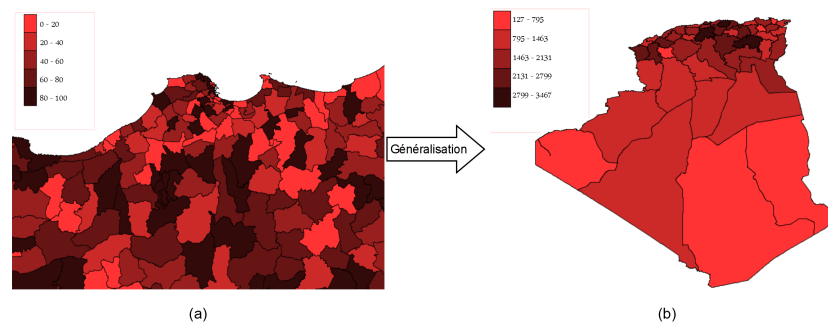 0 - 20
20 - 40
40 - 60
60 - 80
80 - 100
Généralisation
127 - 795
795 - 1463
1463 - 2131
2131 - 2799
2799 - 3467
(a)
(b)